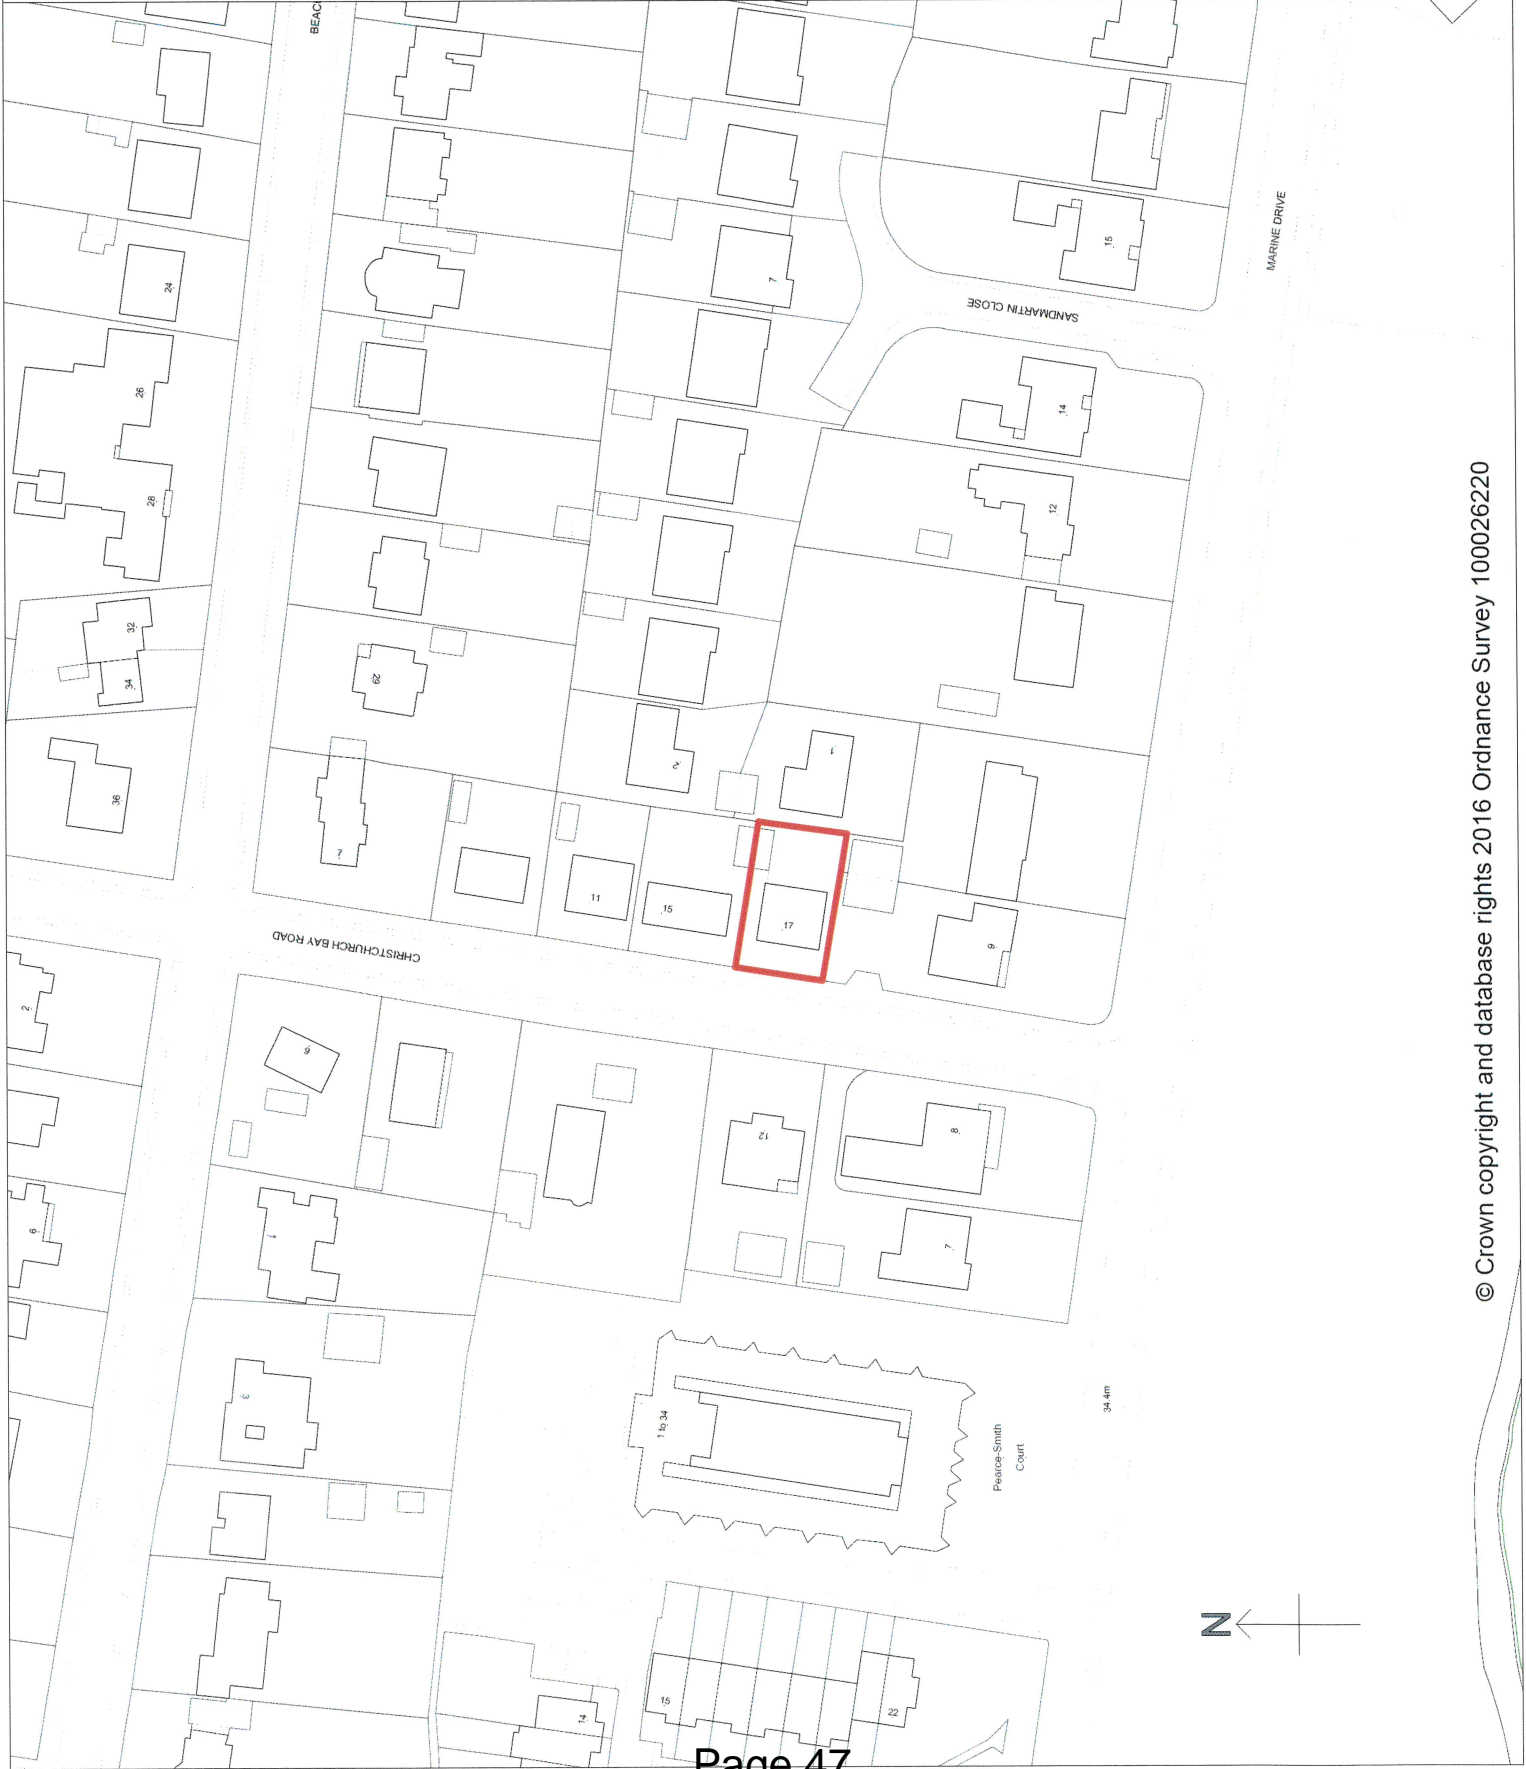 BEAC
24
26
28
32
34
36
7
MARINE DRIVE
15
SANDMARTIN CLOSE
14
12
29
2
1
7
11
15
17
9
CHRISTCHURCH BAY ROAD
2
6
6
12
8
1
7
3
1 to 34
Pearce-Smith
Court
34.4m
15
14
22
N
© Crown copyright and database rights 2016 Ordnance Survey 100026220
Page 47